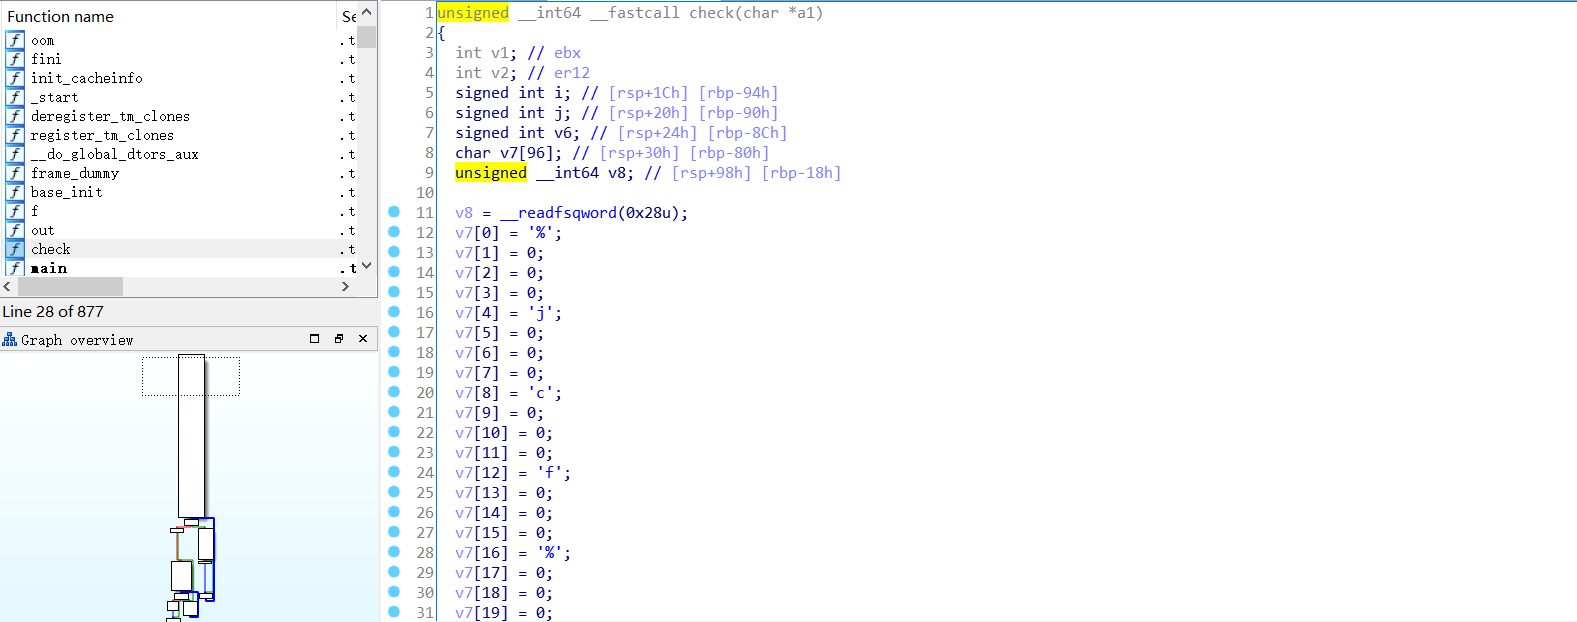 Function name Se
f oom .t
f fini .t
f init_cacheinfo .t
f _start .t
f deregister_tm_clones .t
f register_tm_clones .t
f __do_global_dtors_aux .t
f frame_dummy .t
f base_init .t
f f .t
f out .t
f check .t
f main .t
Line 28 of 877
Graph overview
1 unsigned __int64 __fastcall check(char *a1)
2 {
3 int v1; // ebx
4 int v2; // er12
5 signed int i; // [rsp+1Ch] [rbp-94h]
6 signed int j; // [rsp+20h] [rbp-90h]
7 signed int v6; // [rsp+24h] [rbp-8Ch]
8 char v7[96]; // [rsp+30h] [rbp-80h]
9 unsigned __int64 v8; // [rsp+98h] [rbp-18h]
10
11 v8 = __readfsqword(0x28u);
12 v7[0] = '%';
13 v7[1] = 0;
14 v7[2] = 0;
15 v7[3] = 0;
16 v7[4] = 'j';
17 v7[5] = 0;
18 v7[6] = 0;
19 v7[7] = 0;
20 v7[8] = 'c';
21 v7[9] = 0;
22 v7[10] = 0;
23 v7[11] = 0;
24 v7[12] = 'f';
25 v7[13] = 0;
26 v7[14] = 0;
27 v7[15] = 0;
28 v7[16] = '%';
29 v7[17] = 0;
30 v7[18] = 0;
31 v7[19] = 0;